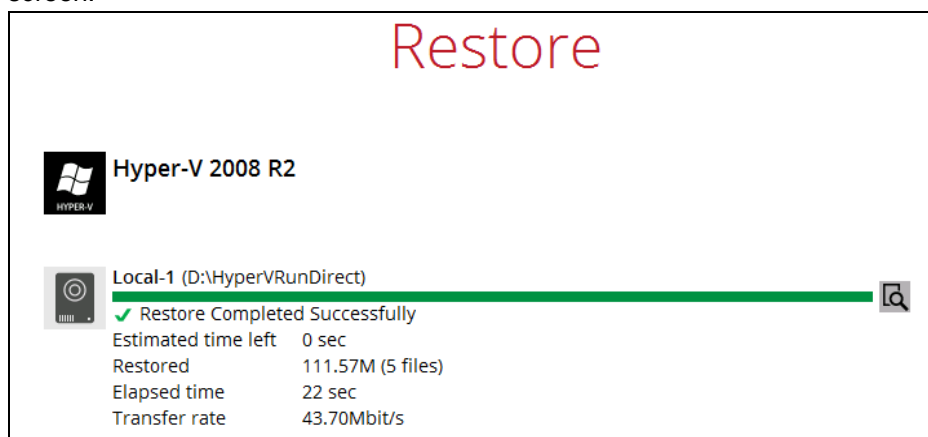 screen.
Restore
Hyper-V 2008 R2
HYPER-V
Local-1 (D:\HyperVRunDirect)
Restore Completed Successfully
Estimated time left 0 sec
Restored 111.57M (5 files)
Elapsed time 22 sec
Transfer rate 43.70Mbit/s